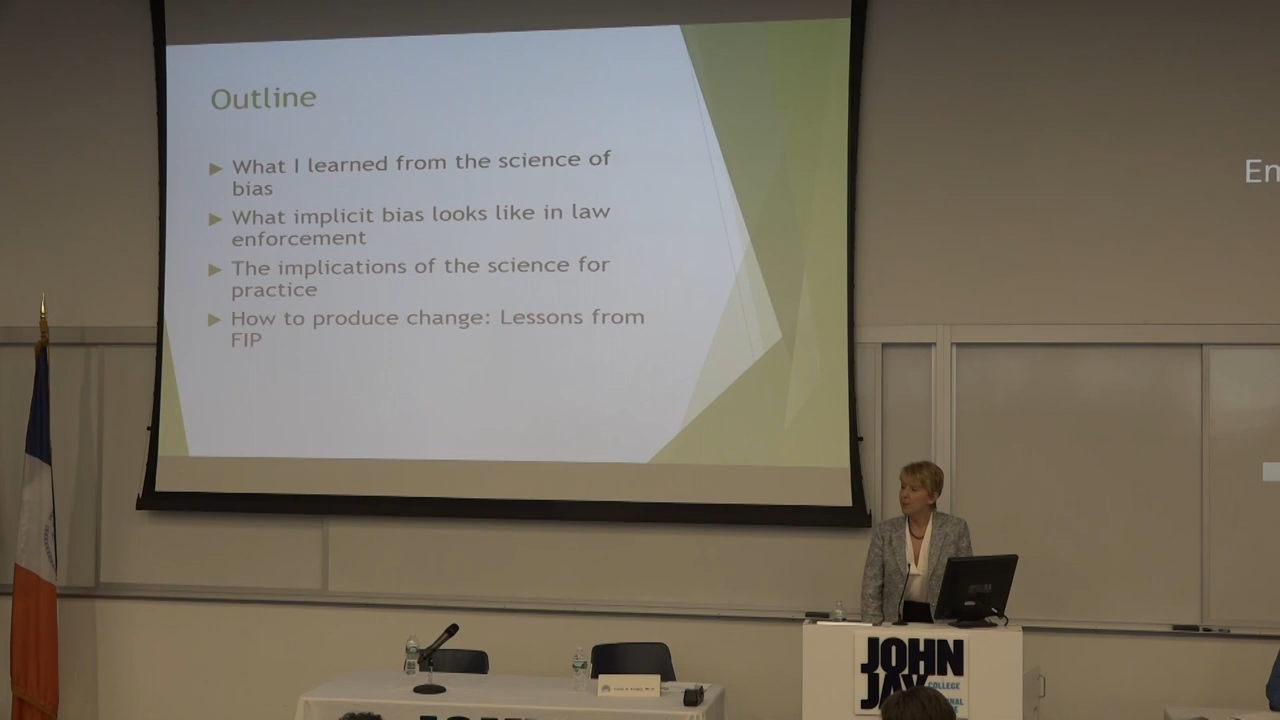 Outline
What I learned from the science of
bias
What implicit bias looks like in law
enforcement
The implications of the science for
practice
How to produce change: Lessons from
FIP
En
JOHN
JAY
COLLEGE